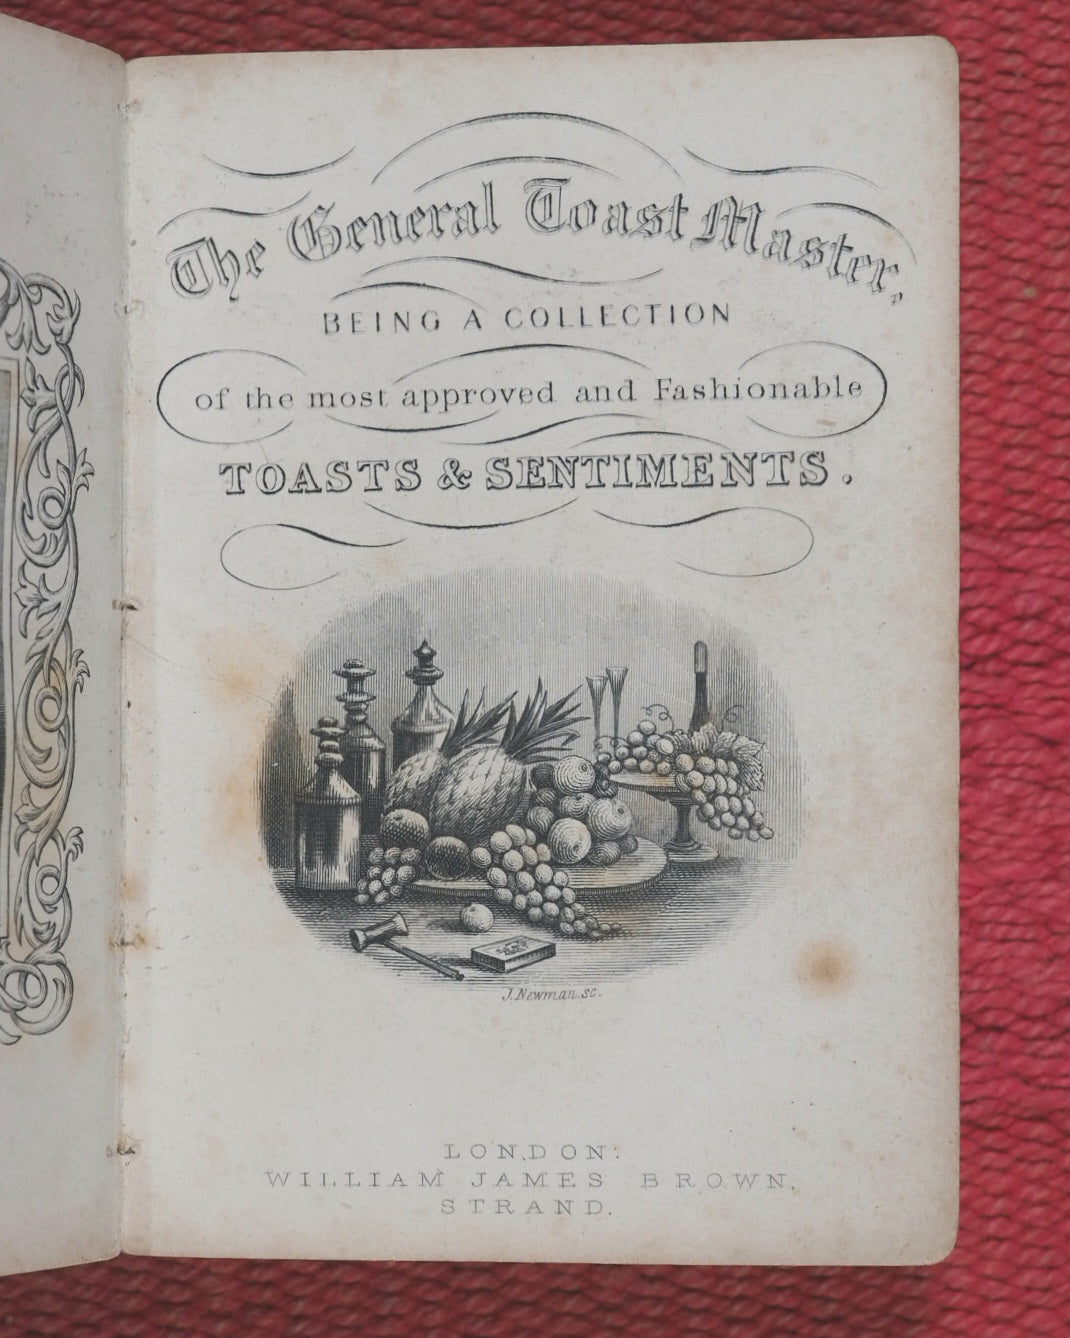 The General Toast Master,
BEING A COLLECTION
of the most approved and Fashionable
TOASTS & SENTIMENTS.
J. Newman. sc.
LONDON:
WILLIAM JAMES BROWN,
STRAND.